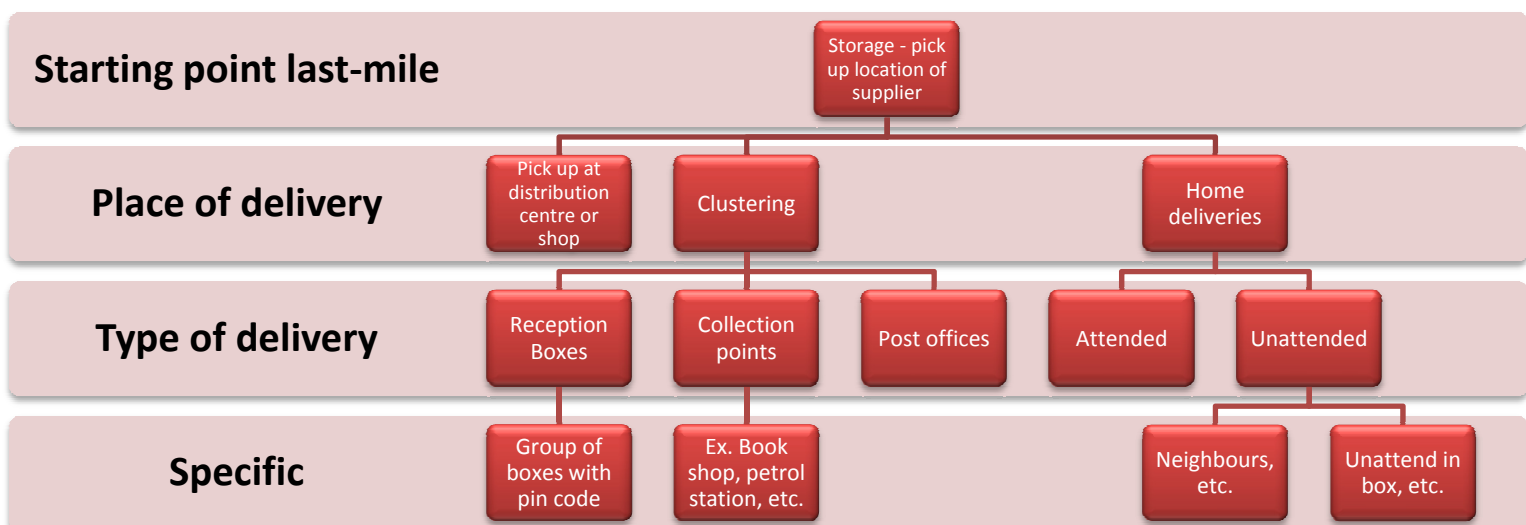 Starting point last-mile
Storage - pick
up location of
supplier
Place of delivery
Pick up at
distribution
centre or
shop
Clustering
Home
deliveries
Type of delivery
Reception
Boxes
Collection
points
Post offices
Attended
Unattended
Specific
Group of
boxes with
pin code
Ex. Book
shop, petrol
station, etc.
Neighbours,
etc.
Unattend in
box, etc.